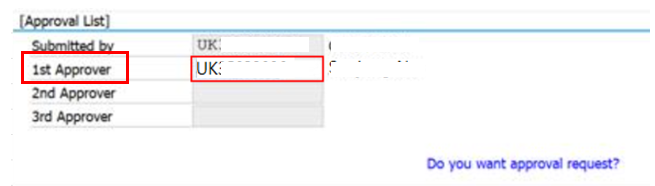 [Approval List]
Submitted by UK
1st Approver UK
2nd Approver
3rd Approver
Do you want approval request?